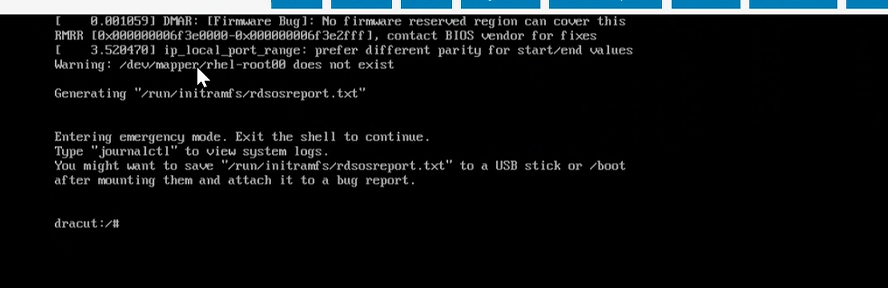 [    0.001059] DMAR: [Firmware Bug]: No firmware reserved region can cover this
RMRR [0x000000006f3e0000-0x000000006f3e2fff], contact BIOS vendor for fixes
[    3.520470] ip_local_port_range: prefer different parity for start/end values
Warning: /dev/mapper/rhel-root00 does not exist
Generating "/run/initramfs/rdsosreport.txt"
Entering emergency mode. Exit the shell to continue.
Type "journalctl" to view system logs.
You might want to save "/run/initramfs/rdsosreport.txt" to a USB stick or /boot
after mounting them and attach it to a bug report.
dracut:/#